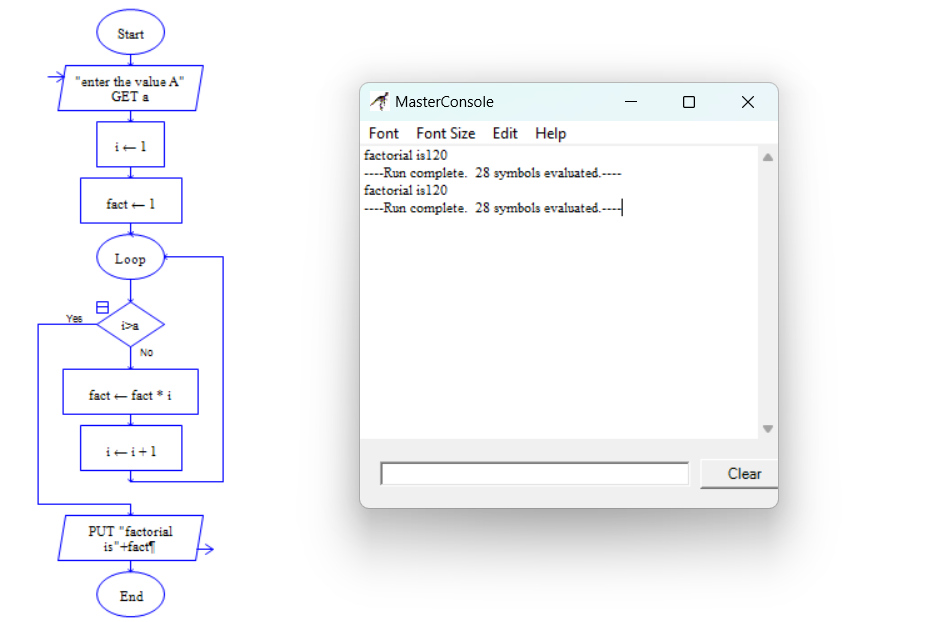 Start
"enter the value A"
GET a
i ← 1
fact ← 1
Loop
Yes
i>a
No
fact ← fact * i
i ← i + 1
PUT "factorial
is"+fact¶
End
MasterConsole
Font Font Size Edit Help
factorial is120
----Run complete. 28 symbols evaluated.----
factorial is120
----Run complete. 28 symbols evaluated.----
Clear